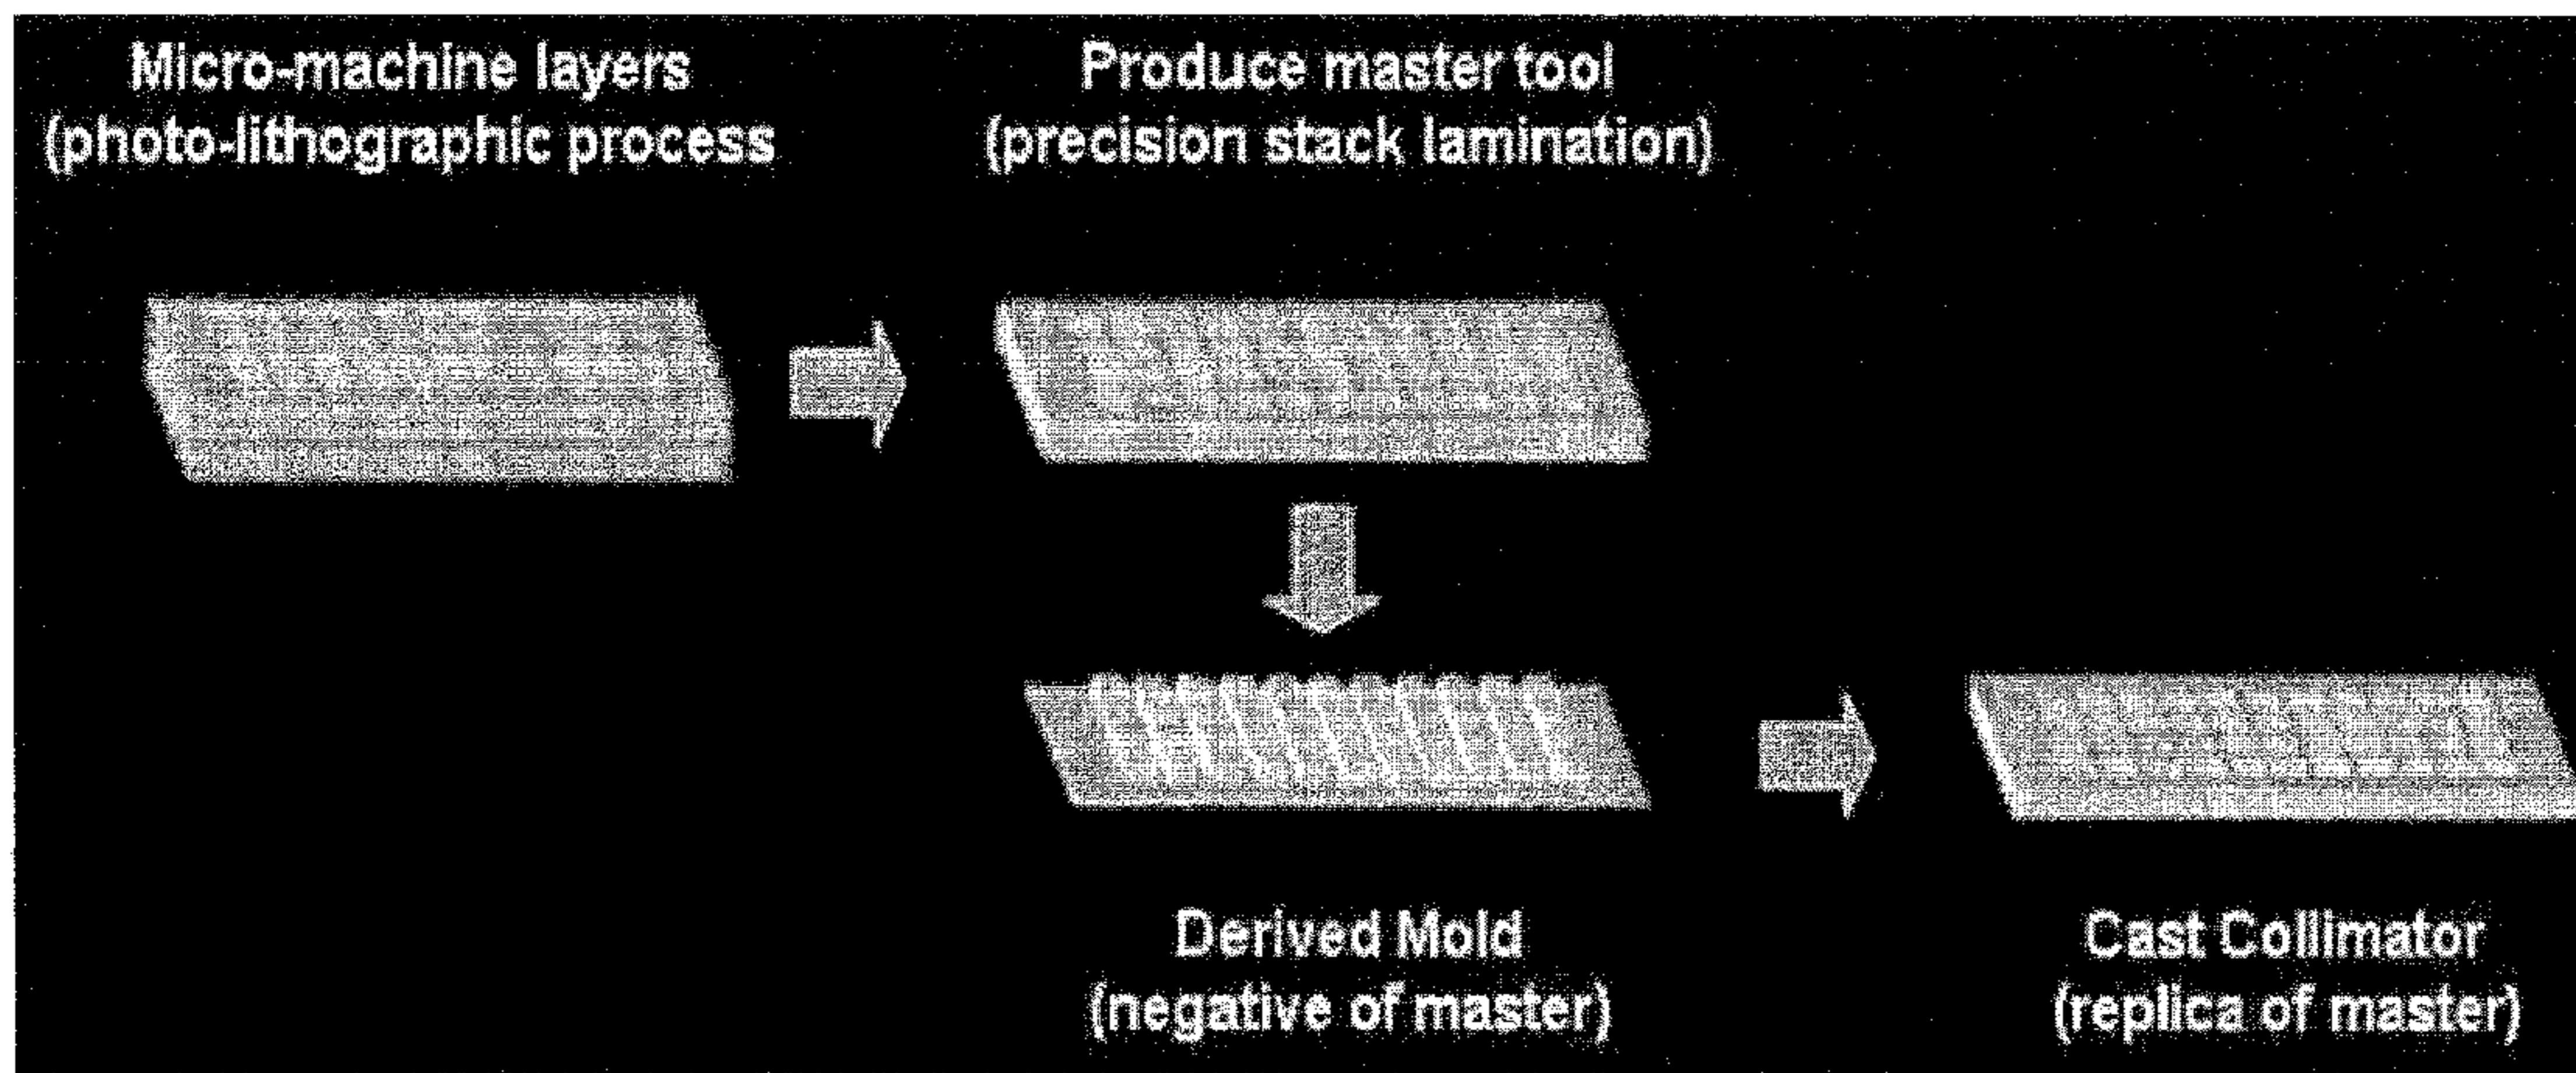 Micro-machine layers
(photo-lithographic process
Produce master tool
(precision stack lamination)
Derived Mold
(negative of master)
Cast Collimator
(replica of master)